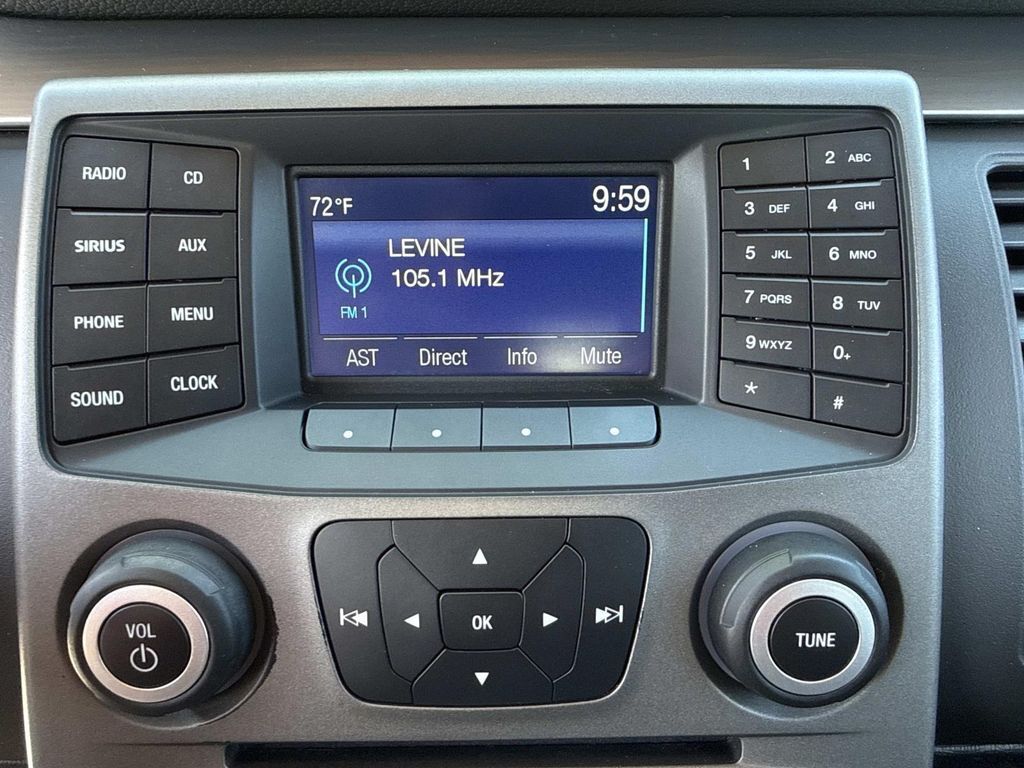 RADIO
CD
SIRIUS
AUX
PHONE
MENU
SOUND
CLOCK
72°F
9:59
LEVINE
105.1 MHz
FM 1
AST Direct Info Mute
1
2 ABC
3 DEF
4 GHI
5 JKL
6 MNO
7 PQRS
8 TUV
9 WXYZ
0+
*
#
VOL
OK
TUNE